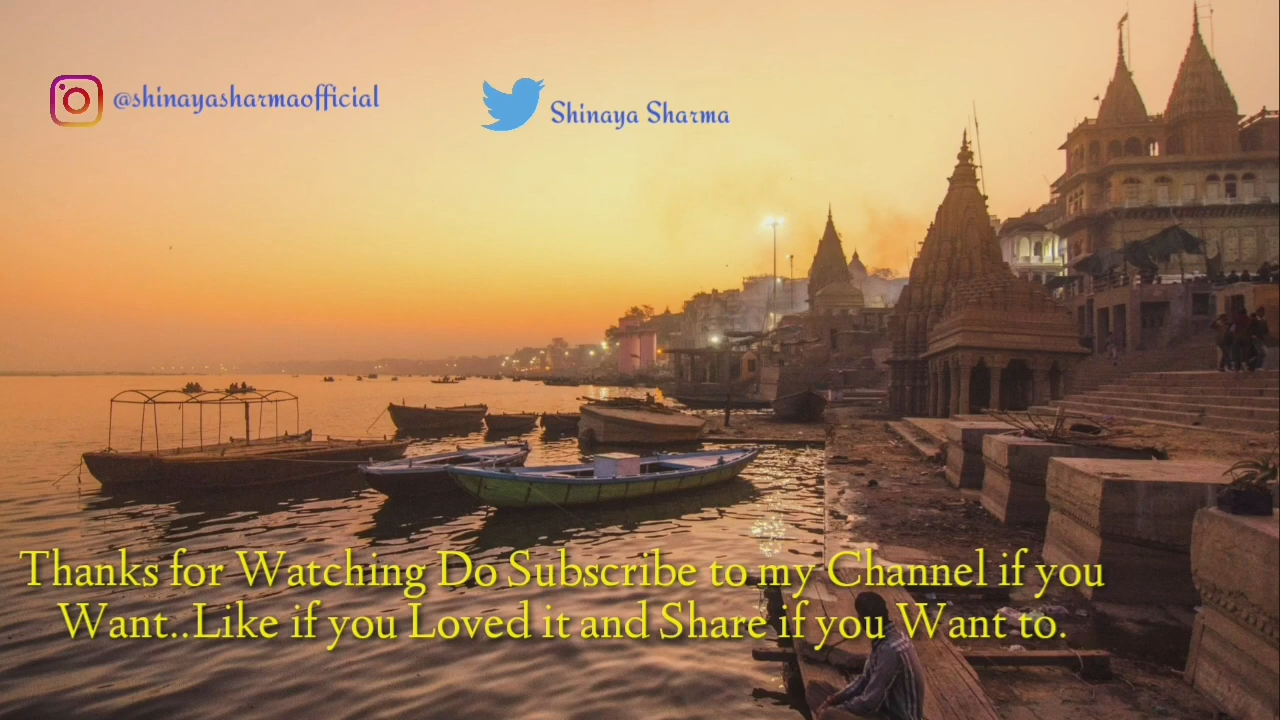 @shinayasharmaofficial
Shinaya Sharma
Thanks for Watching Do Subscribe to my Channel if you
Want..Like if you Loved it and Share if you Want to.